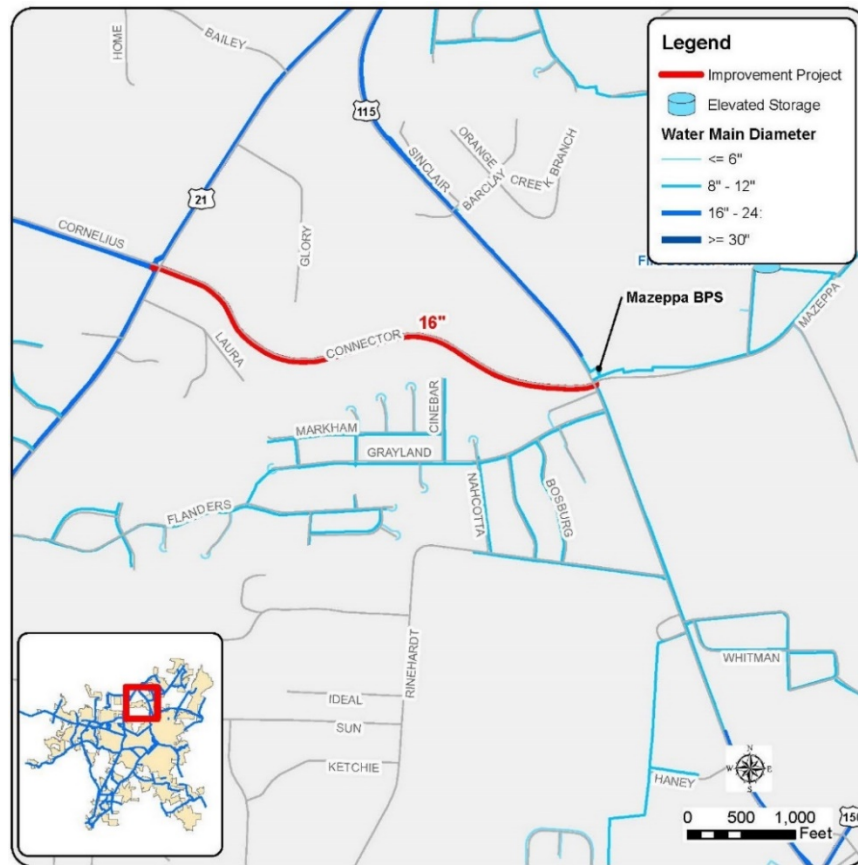 HOME
BAILEY
Legend
Improvement Project
Elevated Storage
Water Main Diameter
<= 6"
8" - 12"
16" - 24:
>= 30"
115
SINCLAIR
ORANGE
BARCLAY
CREEK BRANCH
21
CORNELIUS
GLORY
MAZEPPA
Mazeppa BPS
16"
CONNECTOR
LAURA
CINEBAR
MARKHAM
GRAYLAND
NAHCOTTA
BOSBURG
FLANDERS
WHITMAN
RINEHARDT
IDEAL
SUN
KETCHIE
HANEY
N
W E
S
0 500 1,000
Feet
150